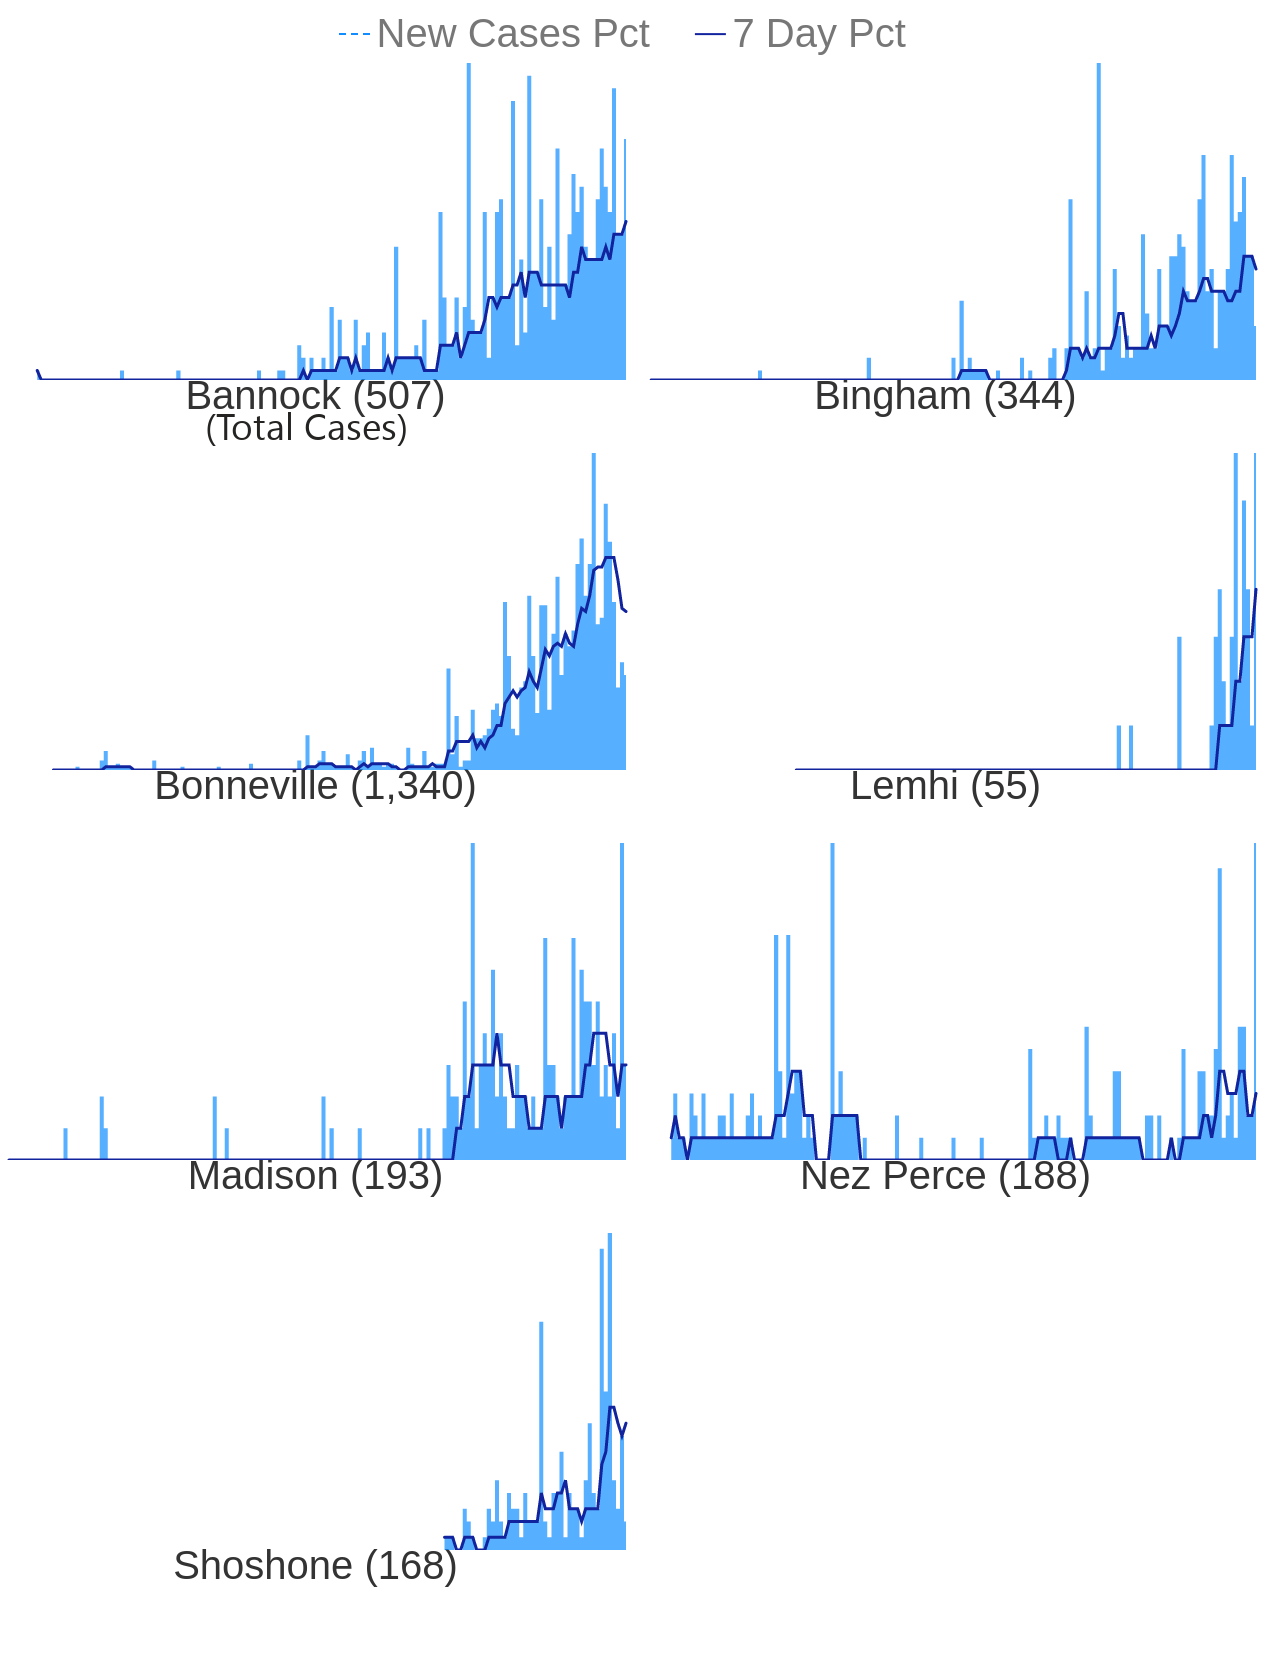 New Cases Pct 7 Day Pct
Bannock (507) Bingham (344)
(Total Cases)
Bonneville (1,340) Lemhi (55)
Madison (193) Nez Perce (188)
Shoshone (168)